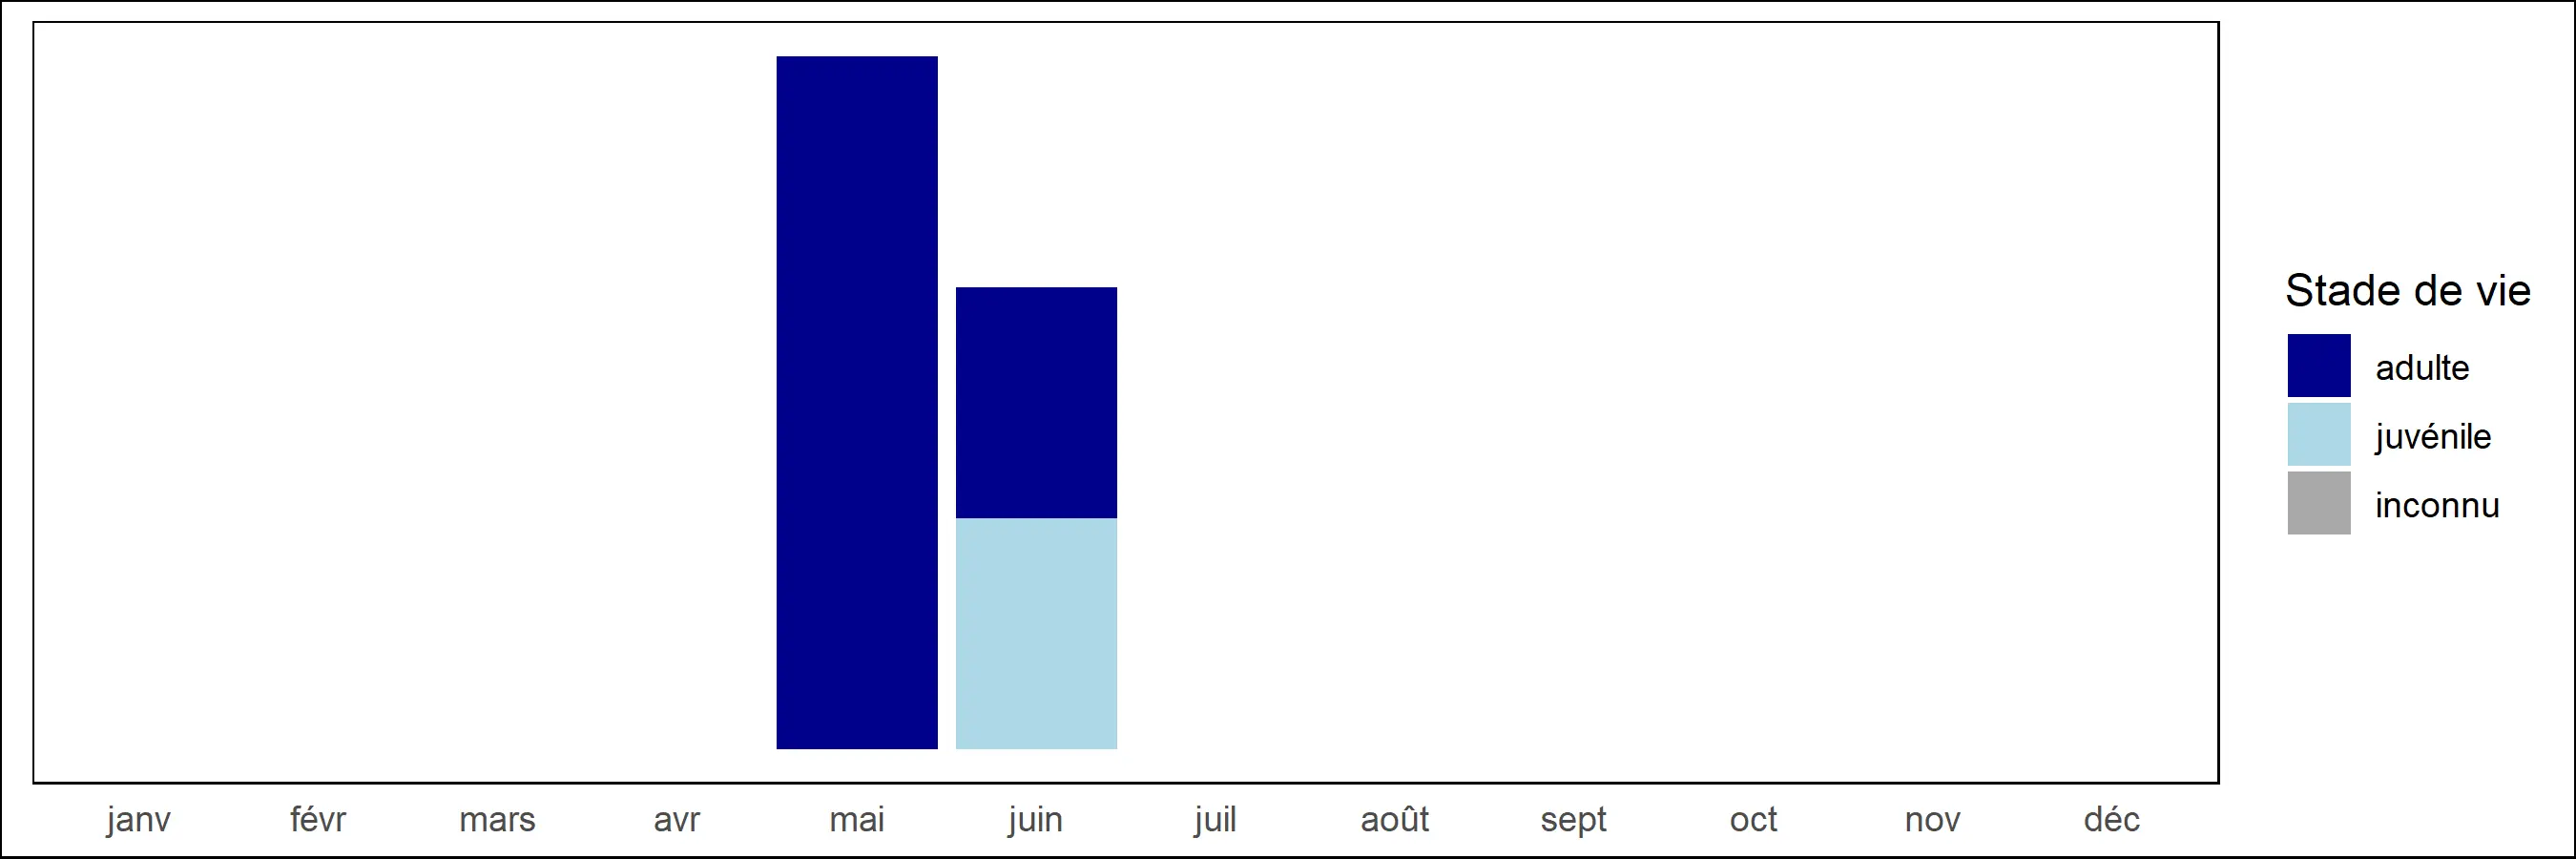 Stade de vie
adulte
juvénile
inconnu
janv févr mars avr mai juin juil août sept oct nov déc